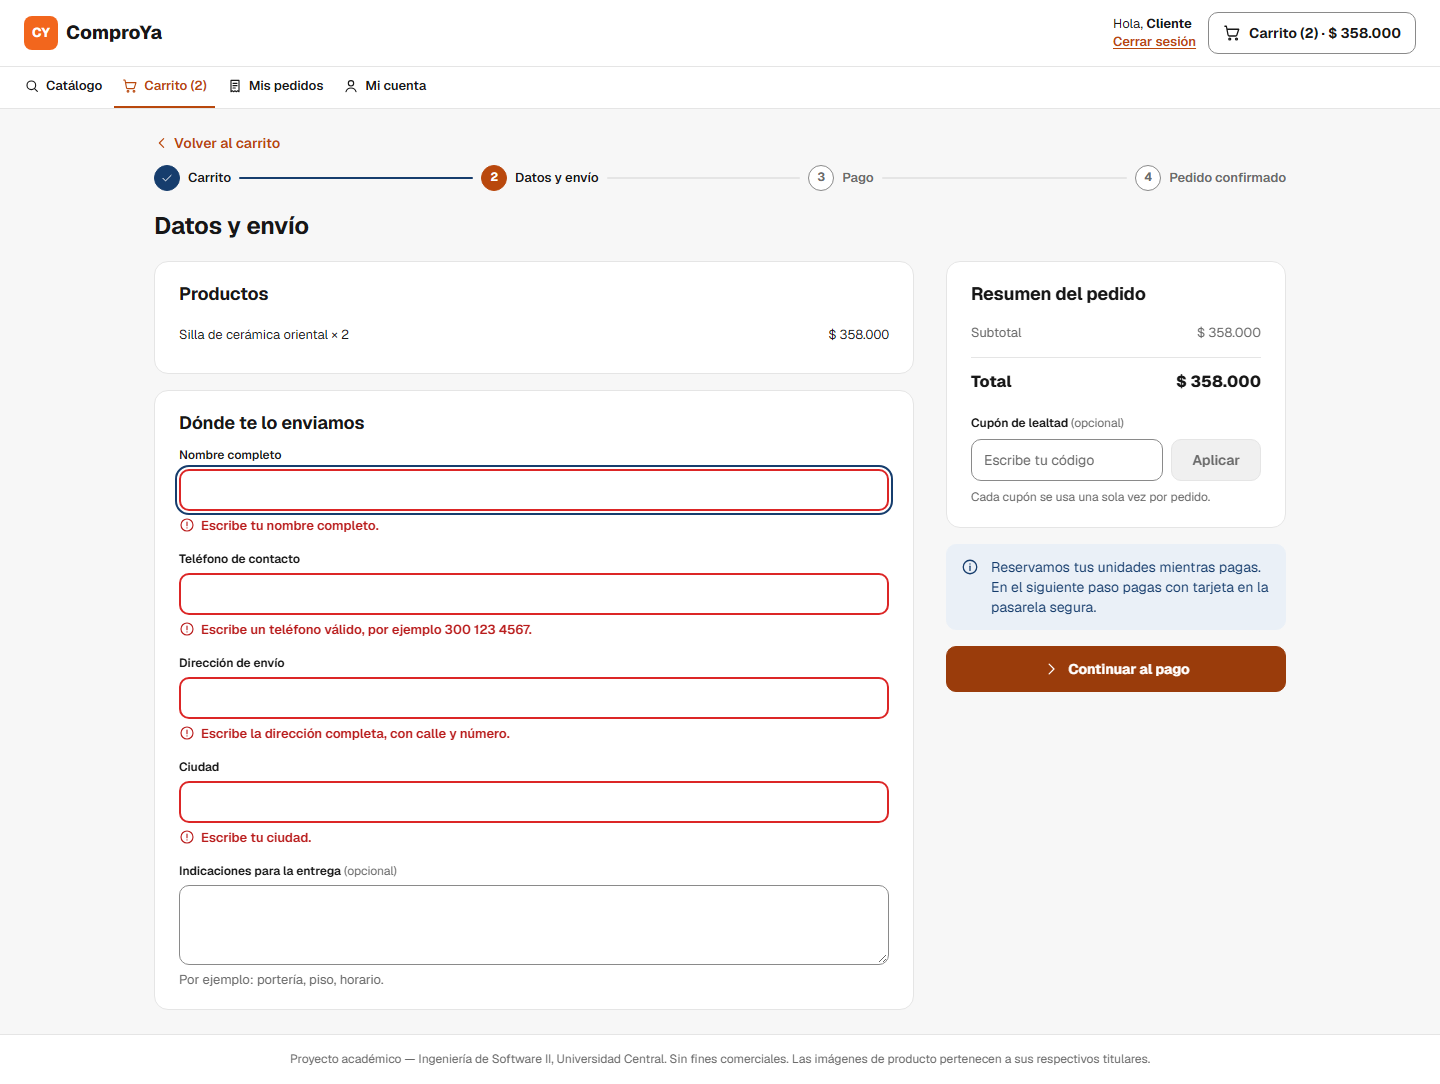 CY ComproYa
Hola, Cliente
Cerrar sesión
Carrito (2) · $ 358.000
Catálogo
Carrito (2)
Mis pedidos
Mi cuenta
Volver al carrito
Carrito
2 Datos y envío
3 Pago
4 Pedido confirmado
Datos y envío
Productos
Silla de cerámica oriental × 2 $ 358.000
Dónde te lo enviamos
Nombre completo
Escribe tu nombre completo.
Teléfono de contacto
Escribe un teléfono válido, por ejemplo 300 123 4567.
Dirección de envío
Escribe la dirección completa, con calle y número.
Ciudad
Escribe tu ciudad.
Indicaciones para la entrega (opcional)
Por ejemplo: portería, piso, horario.
Resumen del pedido
Subtotal $ 358.000
Total $ 358.000
Cupón de lealtad (opcional)
Escribe tu código Aplicar
Cada cupón se usa una sola vez por pedido.
Reservamos tus unidades mientras pagas.
En el siguiente paso pagas con tarjeta en la
pasarela segura.
Continuar al pago
Proyecto académico — Ingeniería de Software II, Universidad Central. Sin fines comerciales. Las imágenes de producto pertenecen a sus respectivos titulares.